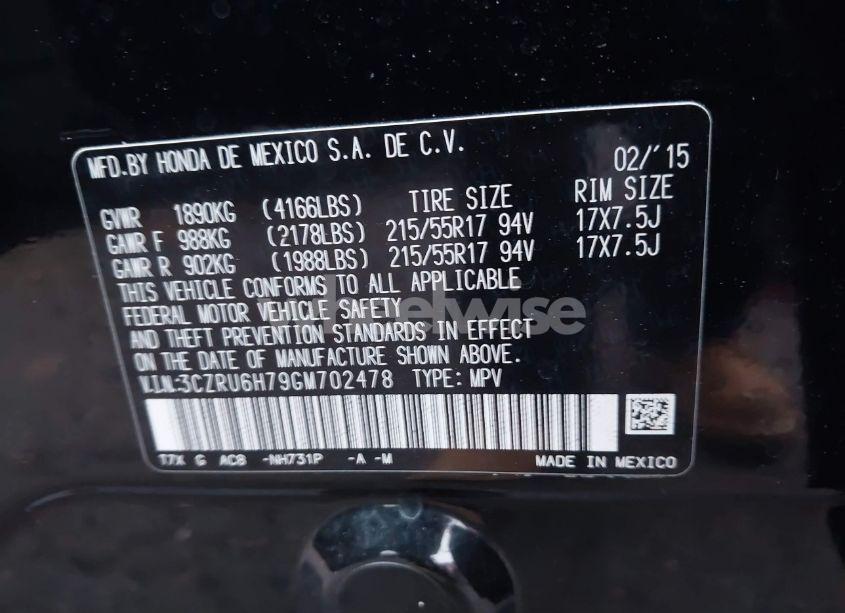 MFD.BY HONDA DE MEXICO S.A. DE C.V. 02/'15
TIRE SIZE RIM SIZE
GVWR 1890KG (4166LBS)
GAWR F 988KG (2178LBS) 215/55R17 94V 17X7.5J
GAWR R 902KG (1988LBS) 215/55R17 94V 17X7.5J
THIS VEHICLE CONFORMS TO ALL APPLICABLE
FEDERAL MOTOR VEHICLE SAFETY
AND THEFT PREVENTION STANDARDS IN EFFECT
ON THE DATE OF MANUFACTURE SHOWN ABOVE.
V.I.N.:3CZRU6H79GM702478 TYPE: MPV
T7X G AC8 -NH731P -A -M MADE IN MEXICO